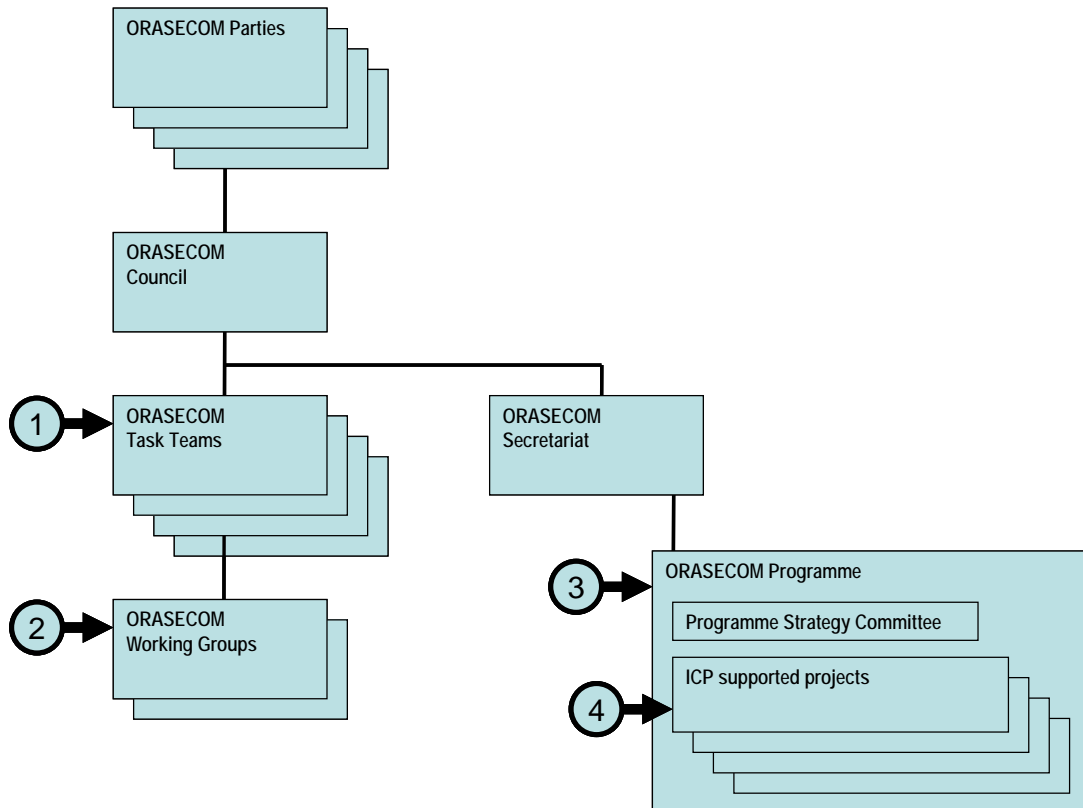 ORASECOM Parties
ORASECOM
Council
1
ORASECOM
Task Teams
ORASECOM
Secretariat
2
ORASECOM
Working Groups
3
ORASECOM Programme
Programme Strategy Committee
4
ICP supported projects